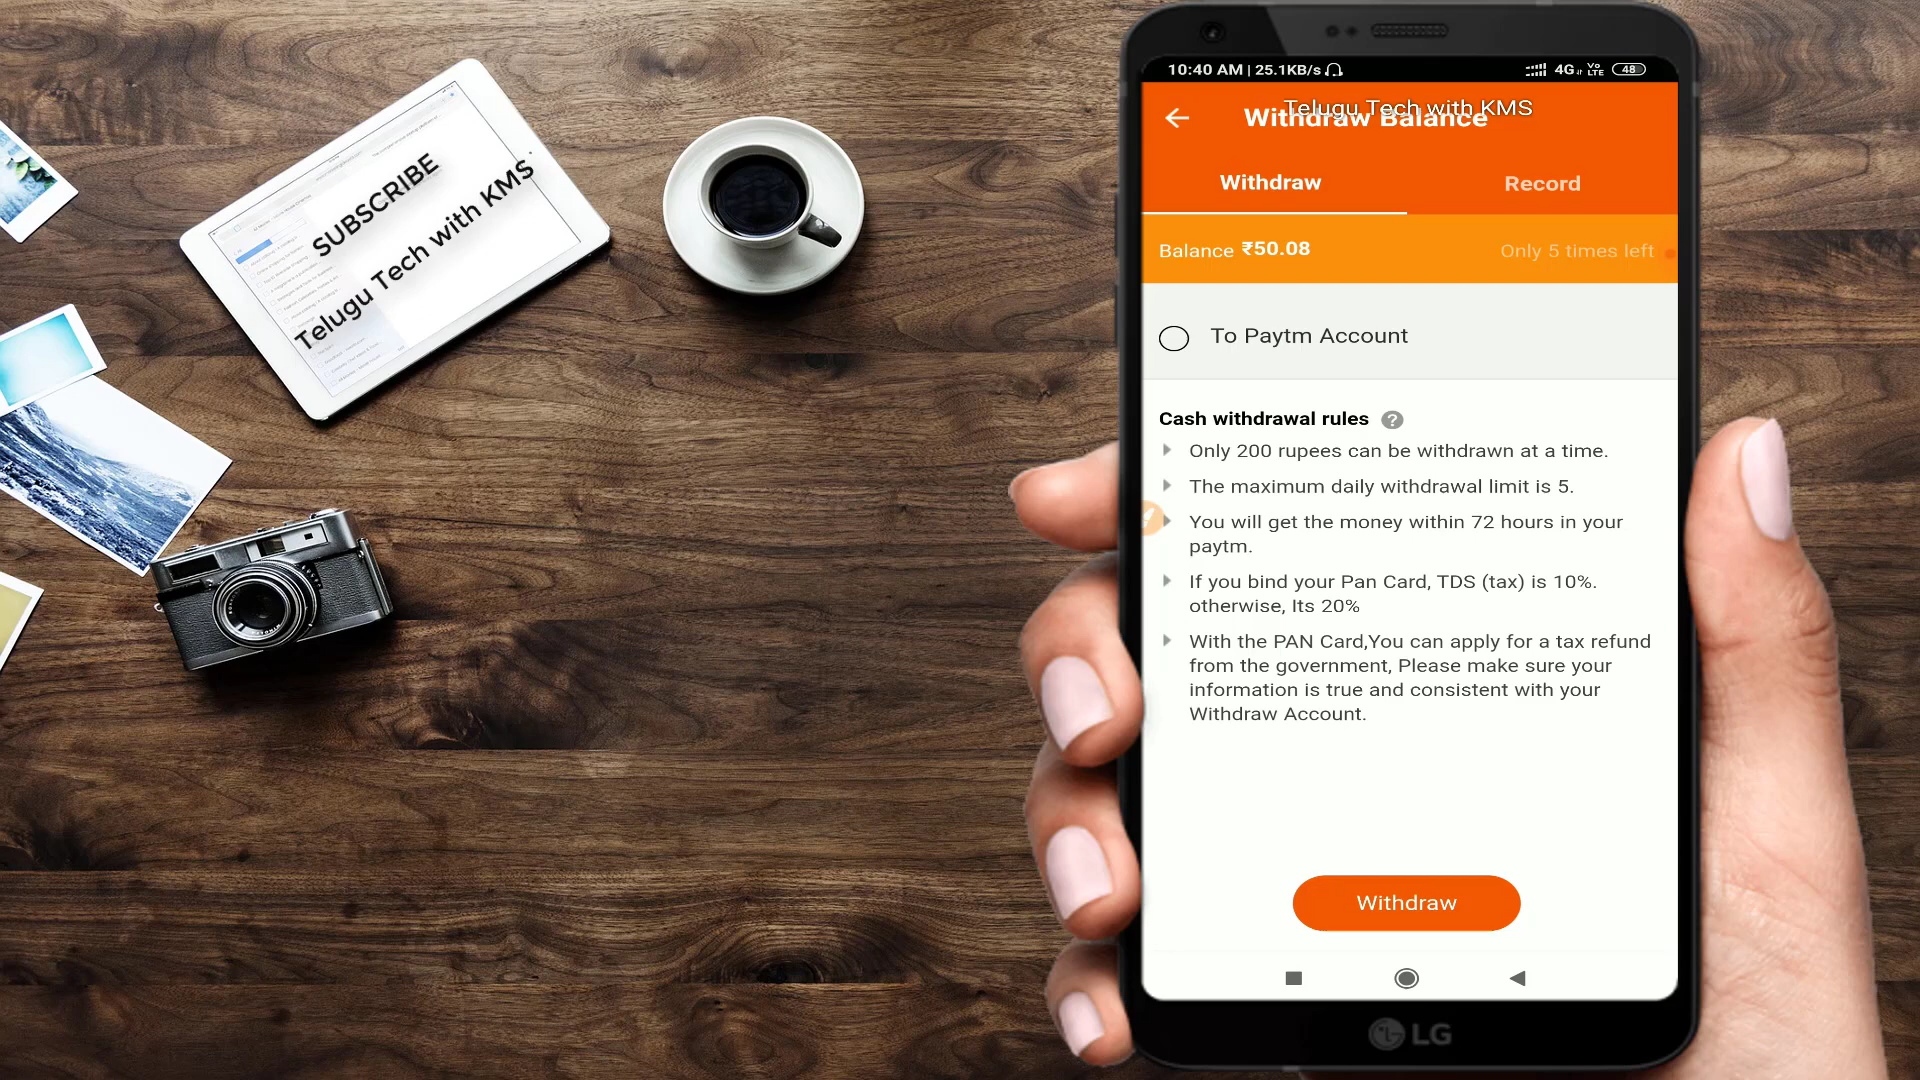 SUBSCRIBE
Telugu Tech with KMS
10:40 AM | 25.1KB/s
4G
Vo
LTE
48
Telugu Tech with KMS
Withdraw Balance
Withdraw
Record
Balance ₹50.08
Only 5 times left
To Paytm Account
Cash withdrawal rules ?
Only 200 rupees can be withdrawn at a time.
The maximum daily withdrawal limit is 5.
You will get the money within 72 hours in your
paytm.
If you bind your Pan Card, TDS (tax) is 10%.
otherwise, Its 20%
With the PAN Card,You can apply for a tax refund
from the government, Please make sure your
information is true and consistent with your
Withdraw Account.
Withdraw
LG